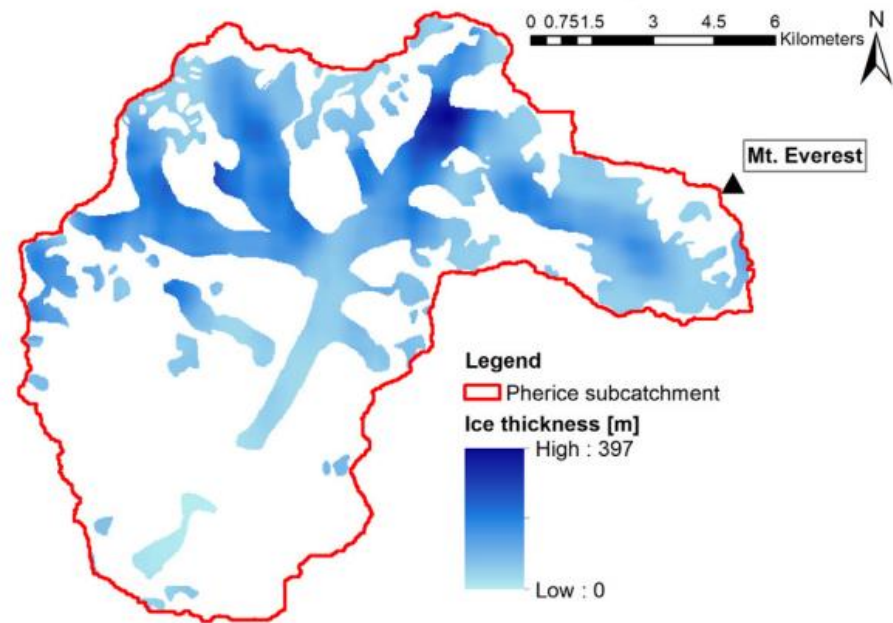 0 0.751.5 3 4.5 6
Kilometers
N
Mt. Everest
Legend
Pherice subcatchment
Ice thickness [m]
High : 397
Low : 0